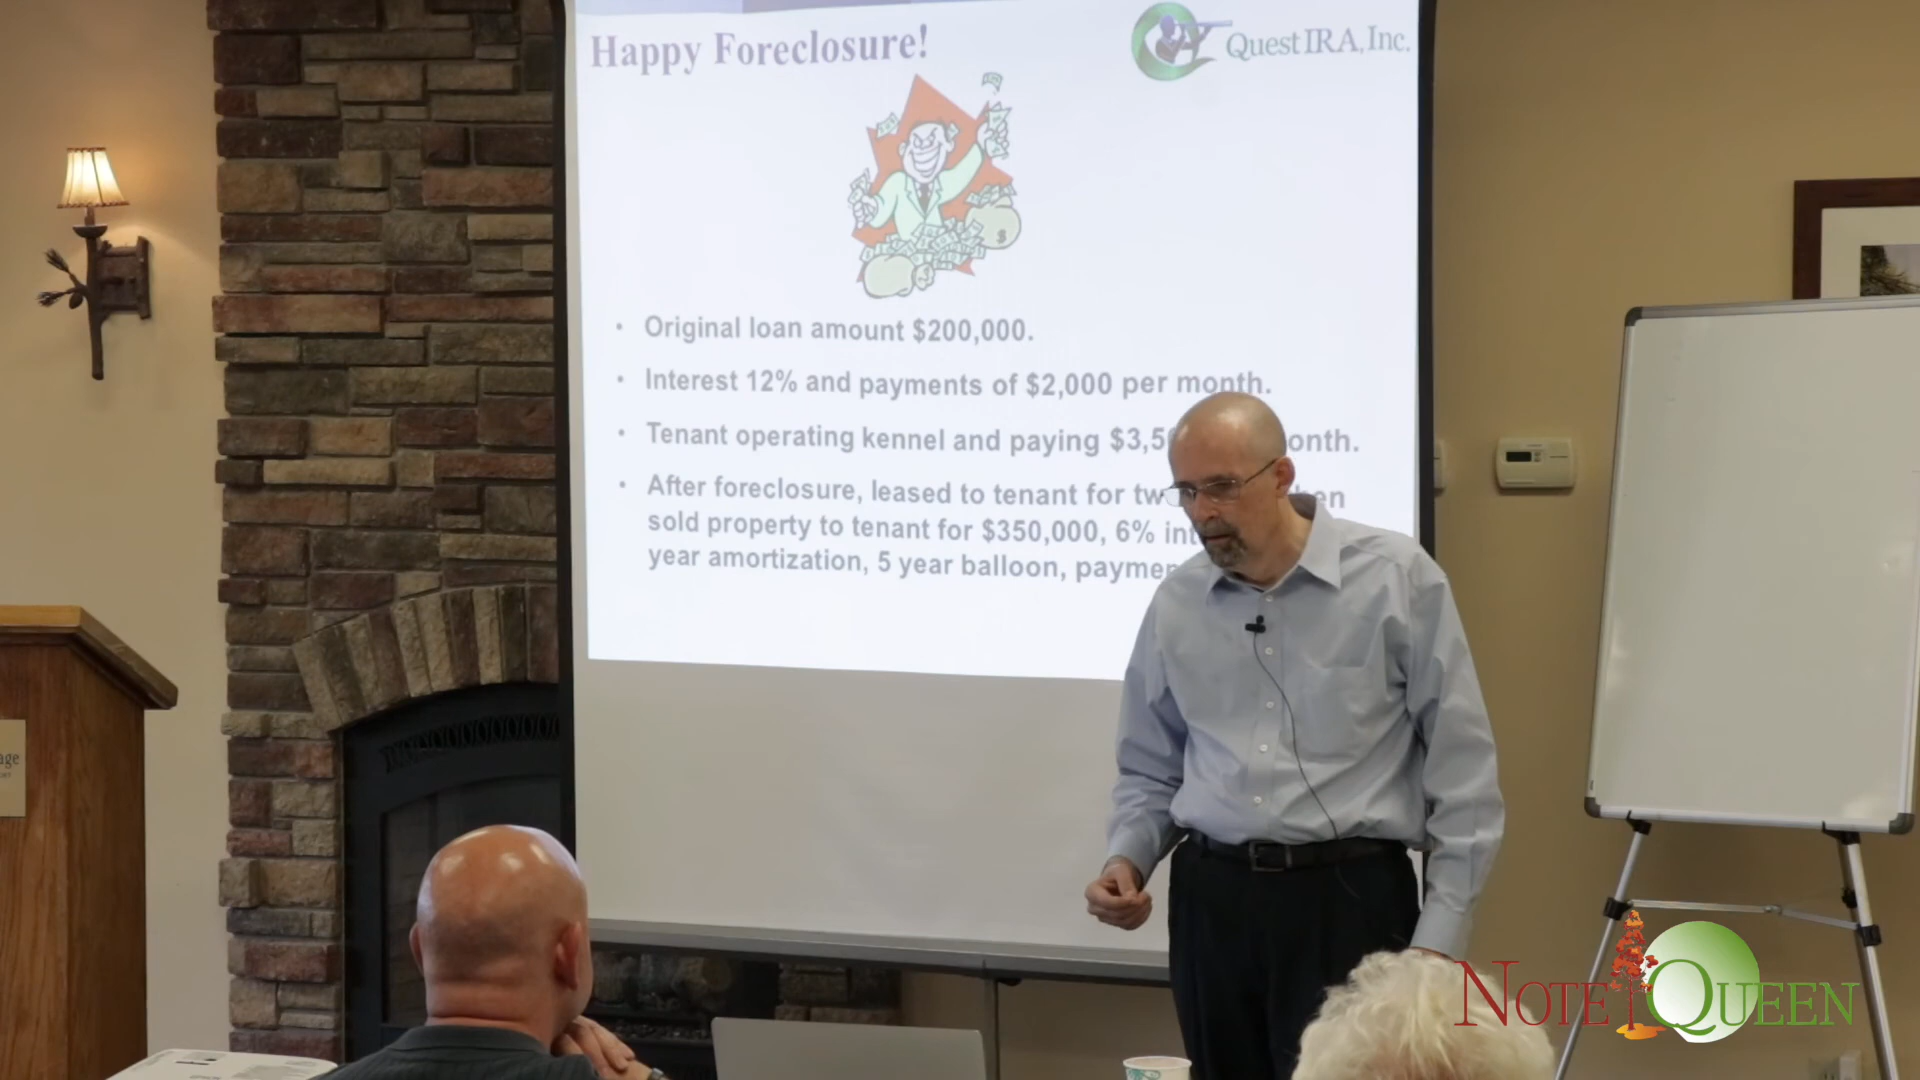 Happy Foreclosure!
Quest IRA, Inc.
$
• Original loan amount $200,000.
• Interest 12% and payments of $2,000 per month.
• Tenant operating kennel and paying $3,5 onth.
• After foreclosure, leased to tenant for tw en
sold property to tenant for $350,000, 6% int
year amortization, 5 year balloon, paymen
age
NOTE QUEEN